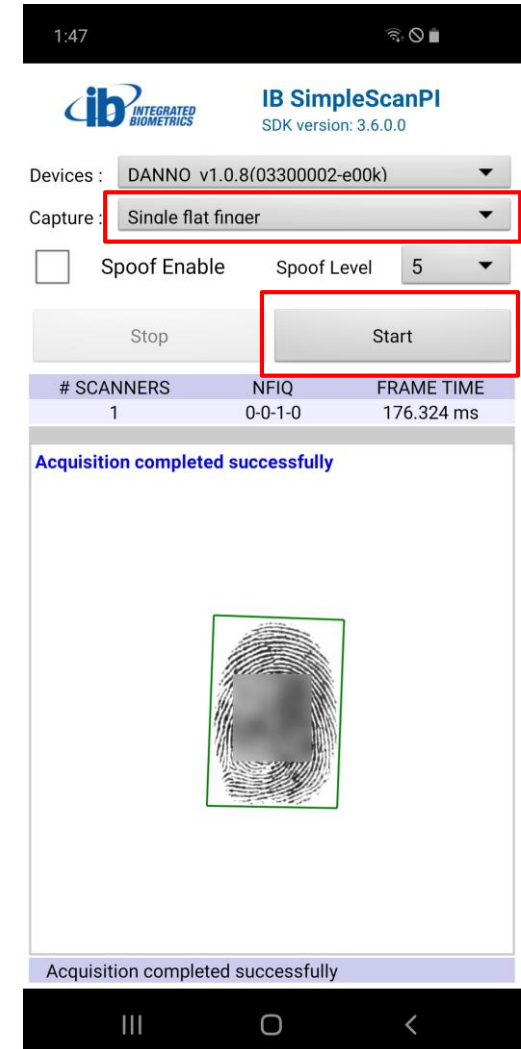 1:47
ib INTEGRATED BIOMETRICS
IB SimpleScanPI
SDK version: 3.6.0.0
Devices : DANNO v1.0.8(03300002-e00k)
Capture : Single flat finger
Spoof Enable Spoof Level 5
Stop Start
# SCANNERS NFIQ FRAME TIME
1 0-0-1-0 176.324 ms
Acquisition completed successfully
Acquisition completed successfully